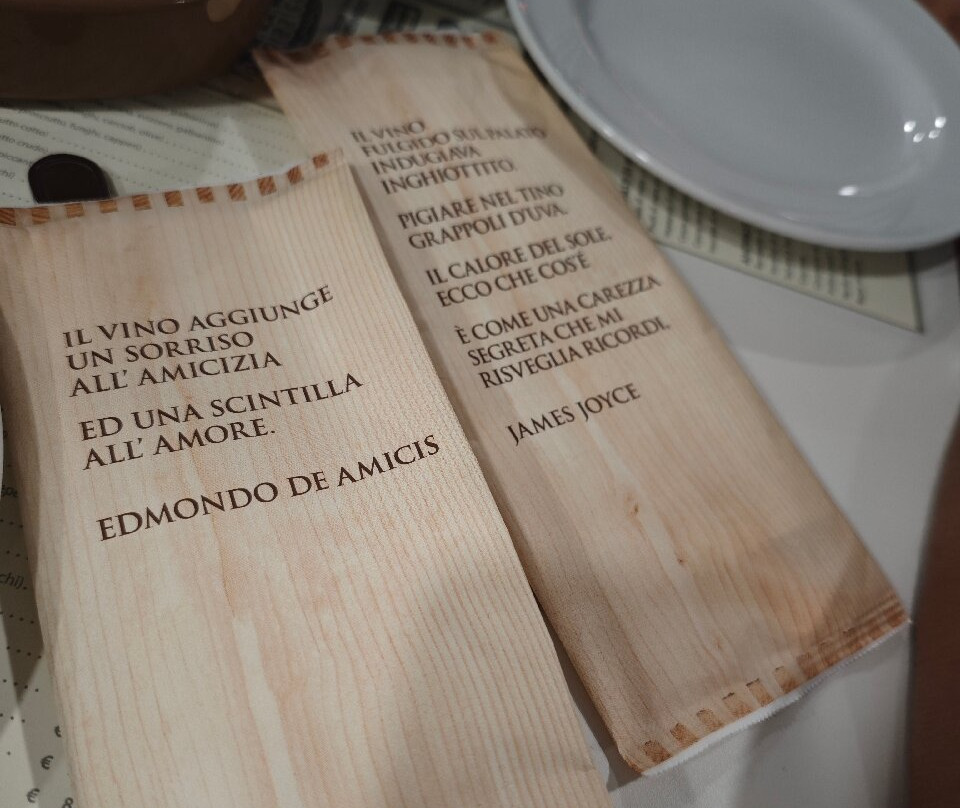 IL VINO AGGIUNGE
UN SORRISO
ALL' AMICIZIA
ED UNA SCINTILLA
ALL' AMORE.
EDMONDO DE AMICIS
IL VINO
FULGIDO SUL PALATO
INDUGIAVA
INGHIOTTITO.
PIGIARE NEL TINO
GRAPPOLI D'UVA.
IL CALORE DEL SOLE,
ECCO CHE COS'É
È COME UNA CAREZZA
SEGRETA CHE MI
RISVEGLIA RICORDI.
JAMES JOYCE
€
€